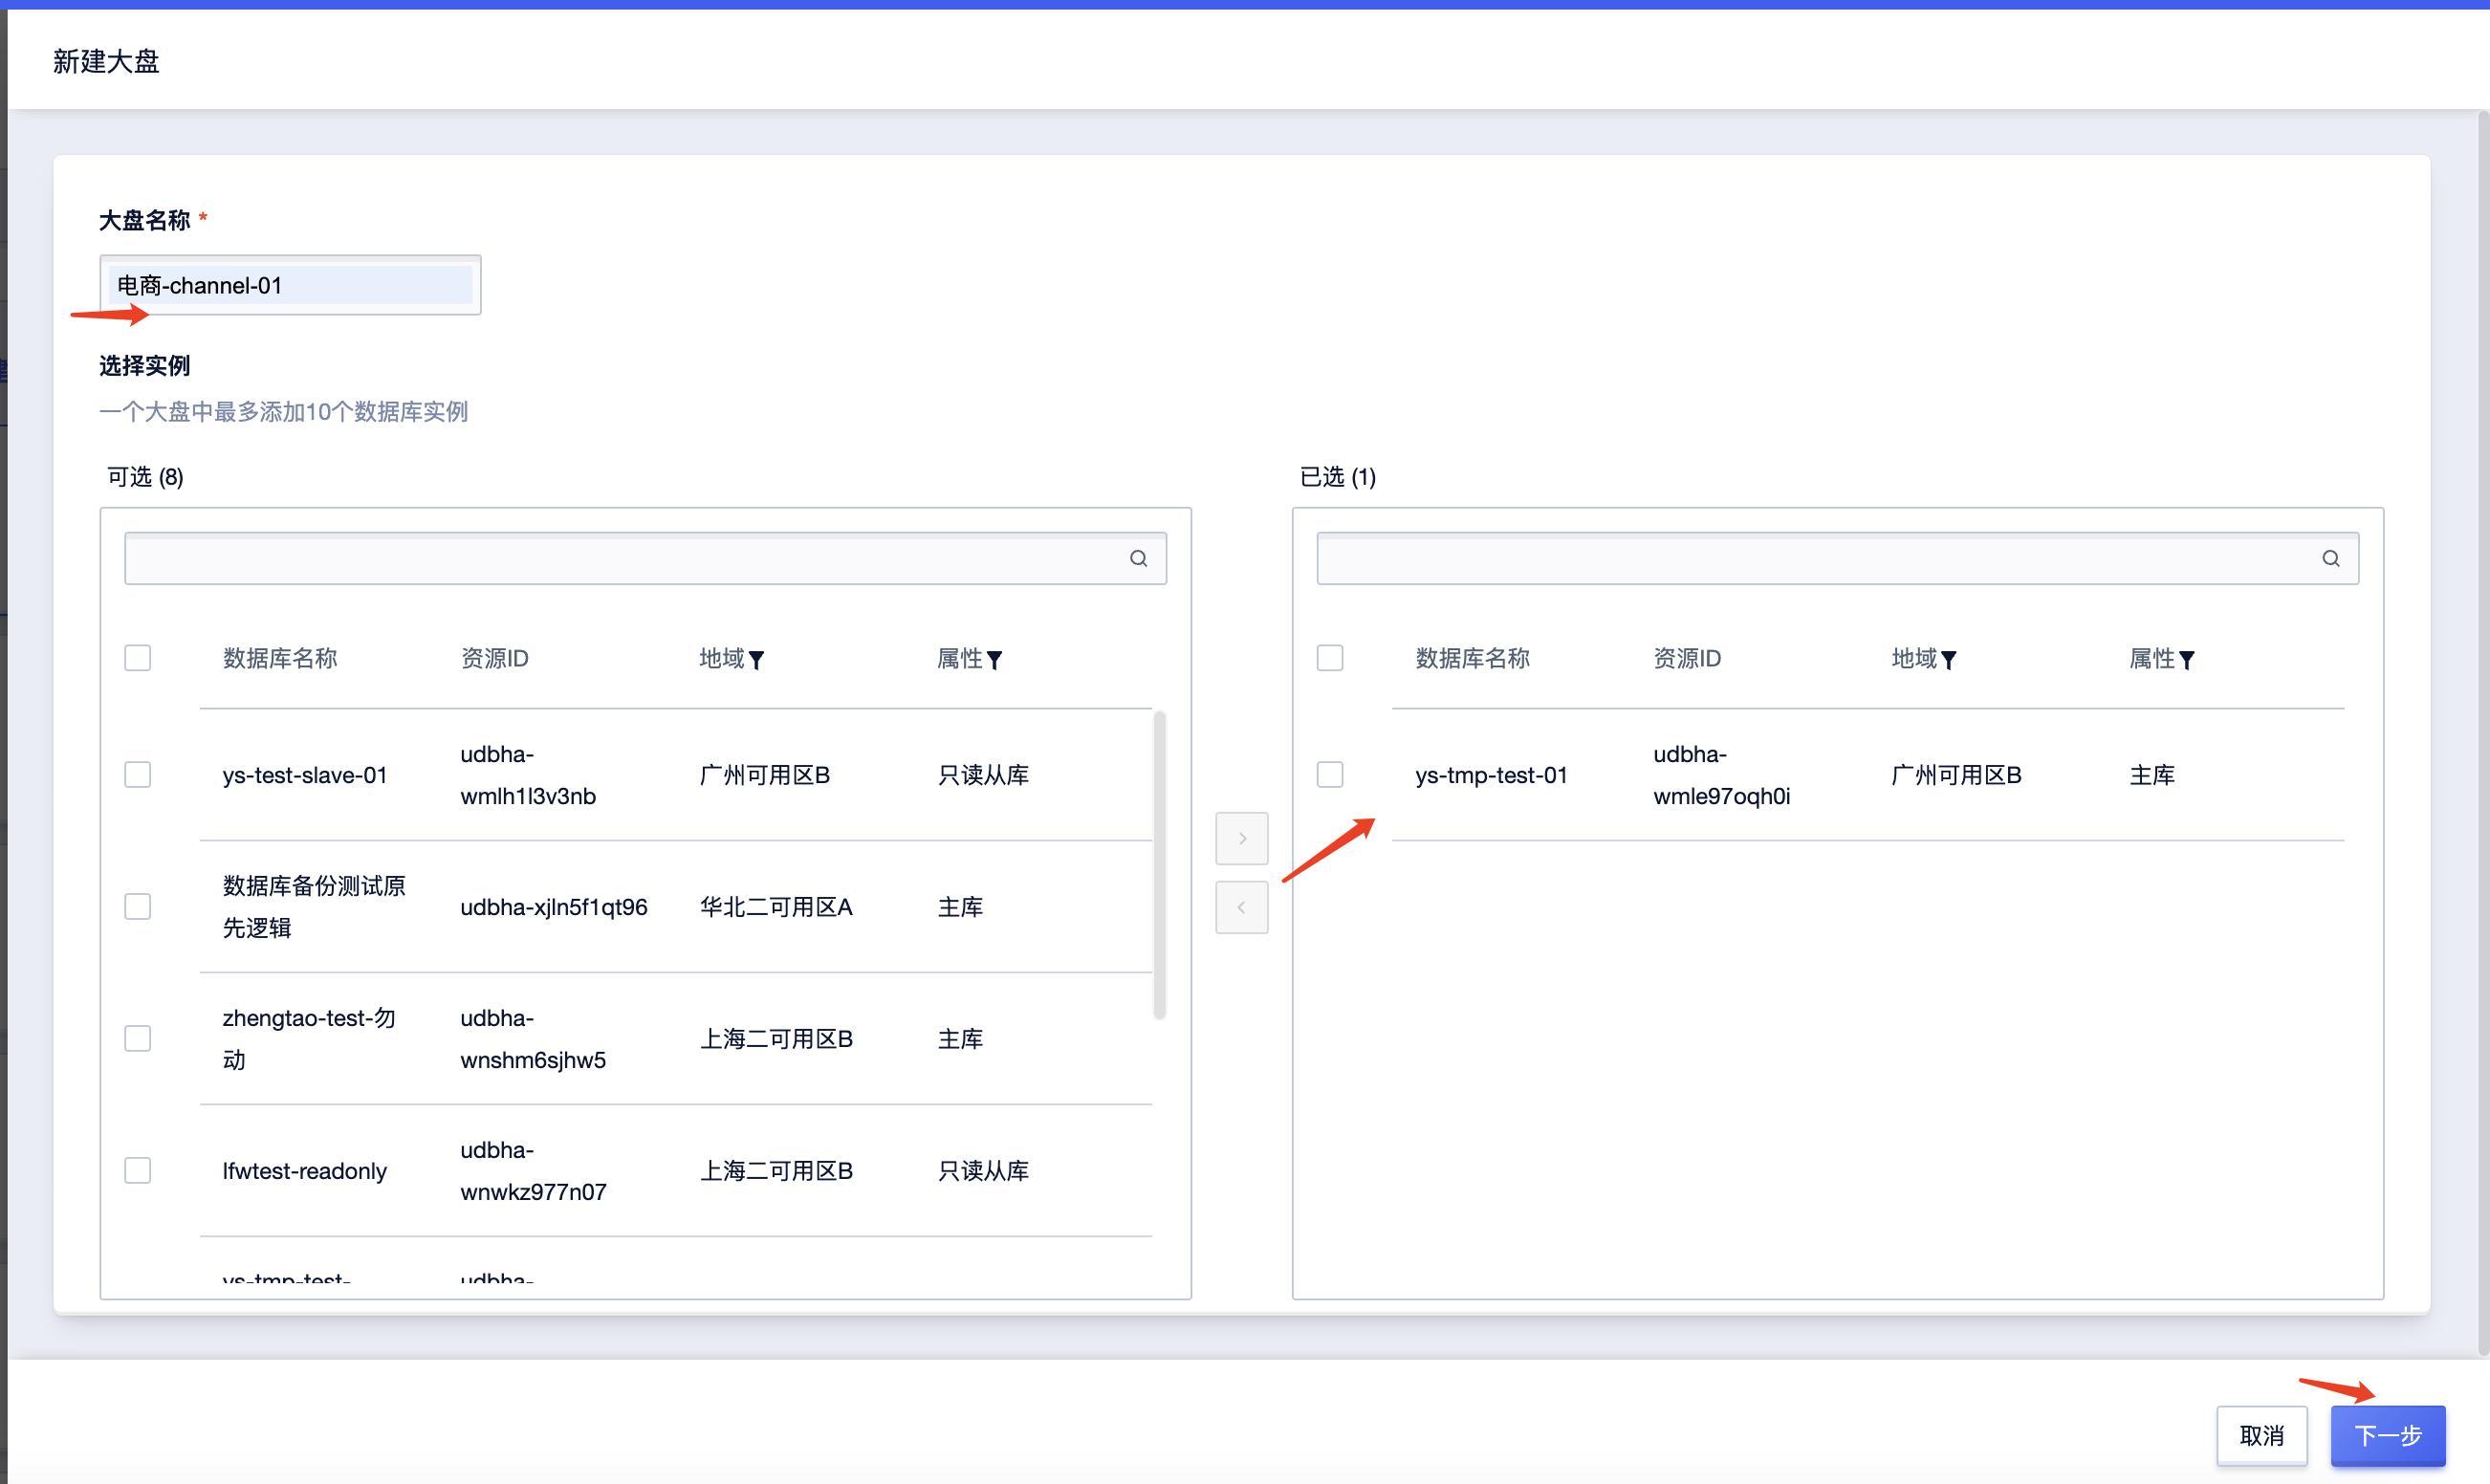 新建大盘
大盘名称 *
电商-channel-01
选择实例
一个大盘中最多添加10个数据库实例
可选 (8)
数据库名称 资源ID 地域 属性
ys-test-slave-01 udbha-
wmlh1l3v3nb 广州可用区B 只读从库
数据库备份测试原
先逻辑 udbha-xjln5f1qt96 华北二可用区A 主库
zhengtao-test-勿
动 udbha-
wnshm6sjhw5 上海二可用区B 主库
lfwtest-readonly udbha-
wnwkz977n07 上海二可用区B 只读从库
ys-tmp-test- udbha-
已选 (1)
数据库名称 资源ID 地域 属性
ys-tmp-test-01 udbha-
wmle97oqh0i 广州可用区B 主库
取消 下一步